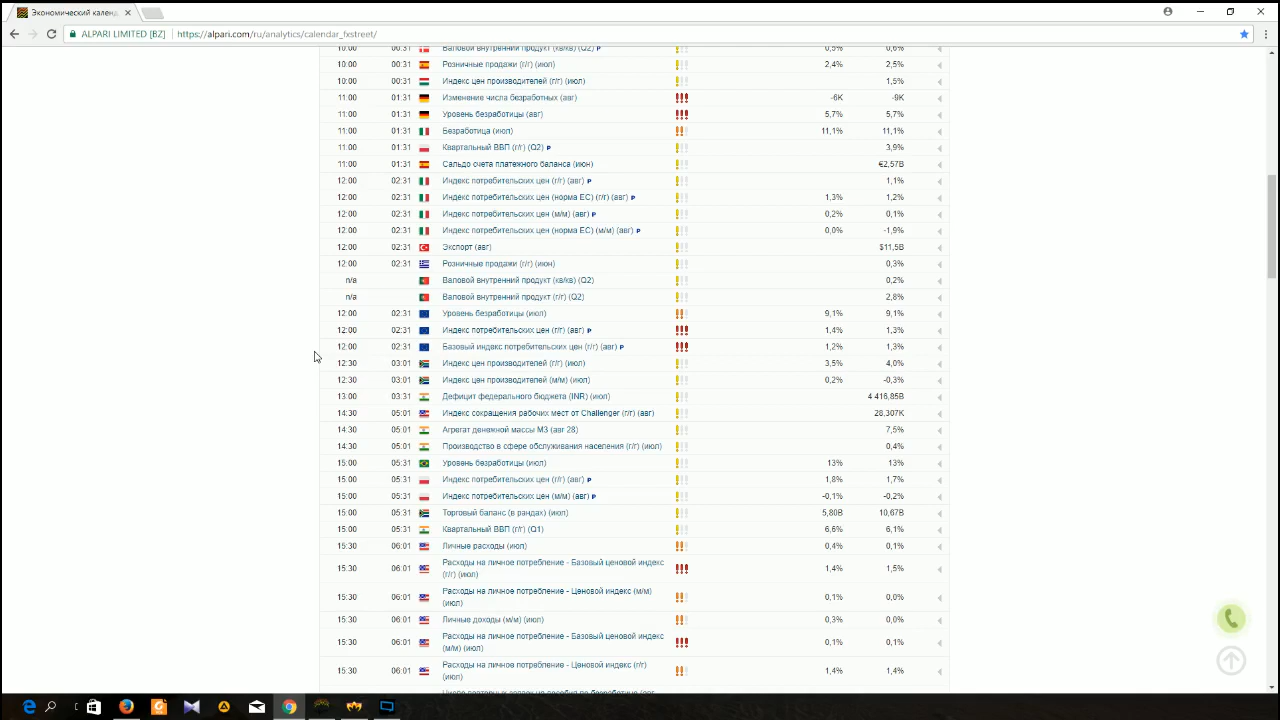 Экономический календ
ALPARI LIMITED [BZ] https://alpari.com/ru/analytics/calendar_fxstreet/
10:00 00:31 Валовой внутренний продукт (кв/кв) (Q2) P 0,5% 0,6%
10:00 00:31 Розничные продажи (г/г) (июл) 2,4% 2,5%
10:00 00:31 Индекс цен производителей (г/г) (июл) 1,5%
11:00 01:31 Изменение числа безработных (авг) -6K -9K
11:00 01:31 Уровень безработицы (авг) 5,7% 5,7%
11:00 01:31 Безработица (июл) 11,1% 11,1%
11:00 01:31 Квартальный ВВП (г/г) (Q2) P 3,9%
11:00 01:31 Сальдо счета платежного баланса (июн) €2,57B
12:00 02:31 Индекс потребительских цен (г/г) (авг) P 1,1%
12:00 02:31 Индекс потребительских цен (норма ЕС) (г/г) (авг) P 1,3% 1,2%
12:00 02:31 Индекс потребительских цен (м/м) (авг) P 0,2% 0,1%
12:00 02:31 Индекс потребительских цен (норма ЕС) (м/м) (авг) P 0,0% -1,9%
12:00 02:31 Экспорт (авг) $11,5B
12:00 02:31 Розничные продажи (г/г) (июн) 0,3%
n/a Валовой внутренний продукт (кв/кв) (Q2) 0,2%
n/a Валовой внутренний продукт (г/г) (Q2) 2,8%
12:00 02:31 Уровень безработицы (июл) 9,1% 9,1%
12:00 02:31 Индекс потребительских цен (г/г) (авг) P 1,4% 1,3%
12:00 02:31 Базовый индекс потребительских цен (г/г) (авг) P 1,2% 1,3%
12:30 03:01 Индекс цен производителей (г/г) (июл) 3,5% 4,0%
12:30 03:01 Индекс цен производителей (м/м) (июл) 0,2% -0,3%
13:00 03:31 Дефицит федерального бюджета (INR) (июл) 4 416,85B
14:30 05:01 Индекс сокращения рабочих мест от Challenger (г/г) (авг) 28,307K
14:30 05:01 Агрегат денежной массы М3 (авг 28) 7,5%
14:30 05:01 Производство в сфере обслуживания населения (г/г) (июл) 0,4%
15:00 05:31 Уровень безработицы (июл) 13% 13%
15:00 05:31 Индекс потребительских цен (г/г) (авг) P 1,8% 1,7%
15:00 05:31 Индекс потребительских цен (м/м) (авг) P -0,1% -0,2%
15:00 05:31 Торговый баланс (в рандах) (июл) 5,80B 10,67B
15:00 05:31 Квартальный ВВП (г/г) (Q1) 6,6% 6,1%
15:30 06:01 Личные расходы (июл) 0,4% 0,1%
15:30 06:01 Расходы на личное потребление - Базовый ценовой индекс
(г/г) (июл) 1,4% 1,5%
15:30 06:01 Расходы на личное потребление - Ценовой индекс (м/м)
(июл) 0,1% 0,0%
15:30 06:01 Личные доходы (м/м) (июл) 0,3% 0,0%
15:30 06:01 Расходы на личное потребление - Базовый ценовой индекс
(м/м) (июл) 0,1% 0,1%
15:30 06:01 Расходы на личное потребление - Ценовой индекс (г/г)
(июл) 1,4% 1,4%